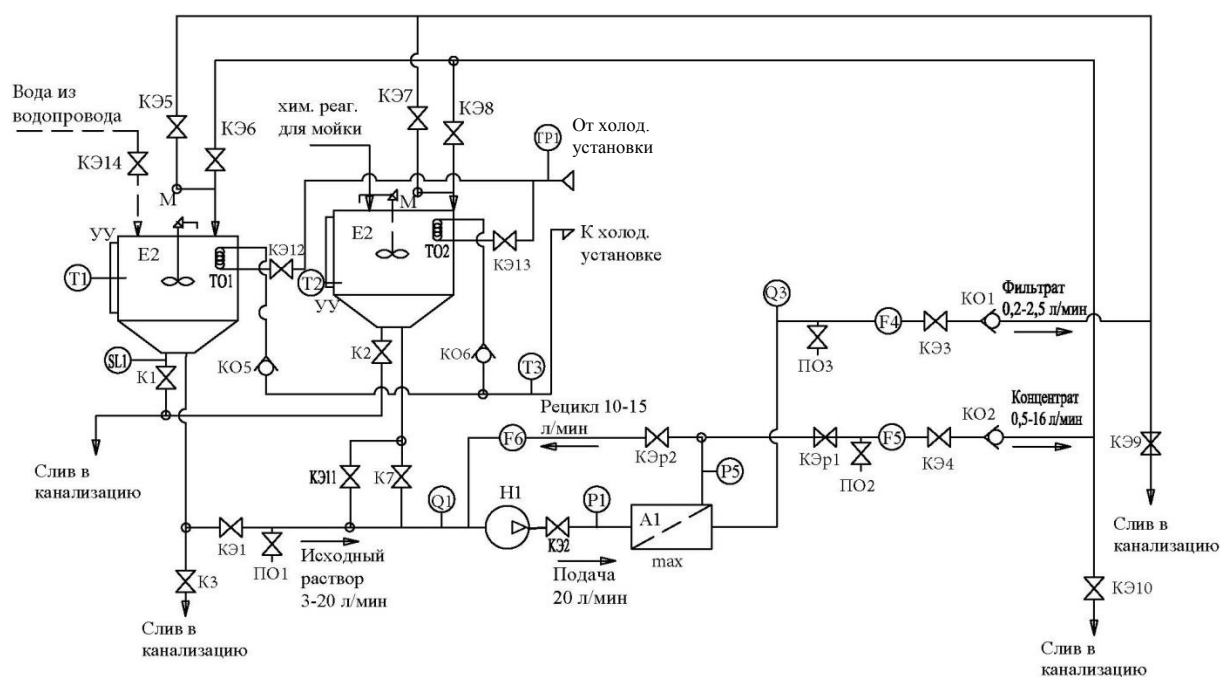 Вода из
водопровода
КЭ14
КЭ5
КЭ6
М
хим. реаг.
для мойки
КЭ7
КЭ8
ТР1
От холод.
установки
УУ
Е2
Т1
ТО1
КЭ12
М
Е2
ТО2
КЭ13
Т2
УУ
К холод.
установке
SL1
К1
КО5
К2
КО6
Т3
Q3
F4
КЭ3
КО1
Фильтрат
0,2-2,5 л/мин
ПО3
Рецикл 10-15
л/мин
F6
КЭр2
КЭр1
ПО2
F5
КЭ4
КО2
Концентрат
0,5-16 л/мин
КЭ9
Слив в
канализацию
КЭ11
К7
Q1
Н1
КЭ2
Р1
Р5
А1
max
Слив в
канализацию
КЭ1
ПО1
Исходный
раствор
3-20 л/мин
Подача
20 л/мин
К3
Слив в
канализацию
КЭ10
Слив в
канализацию